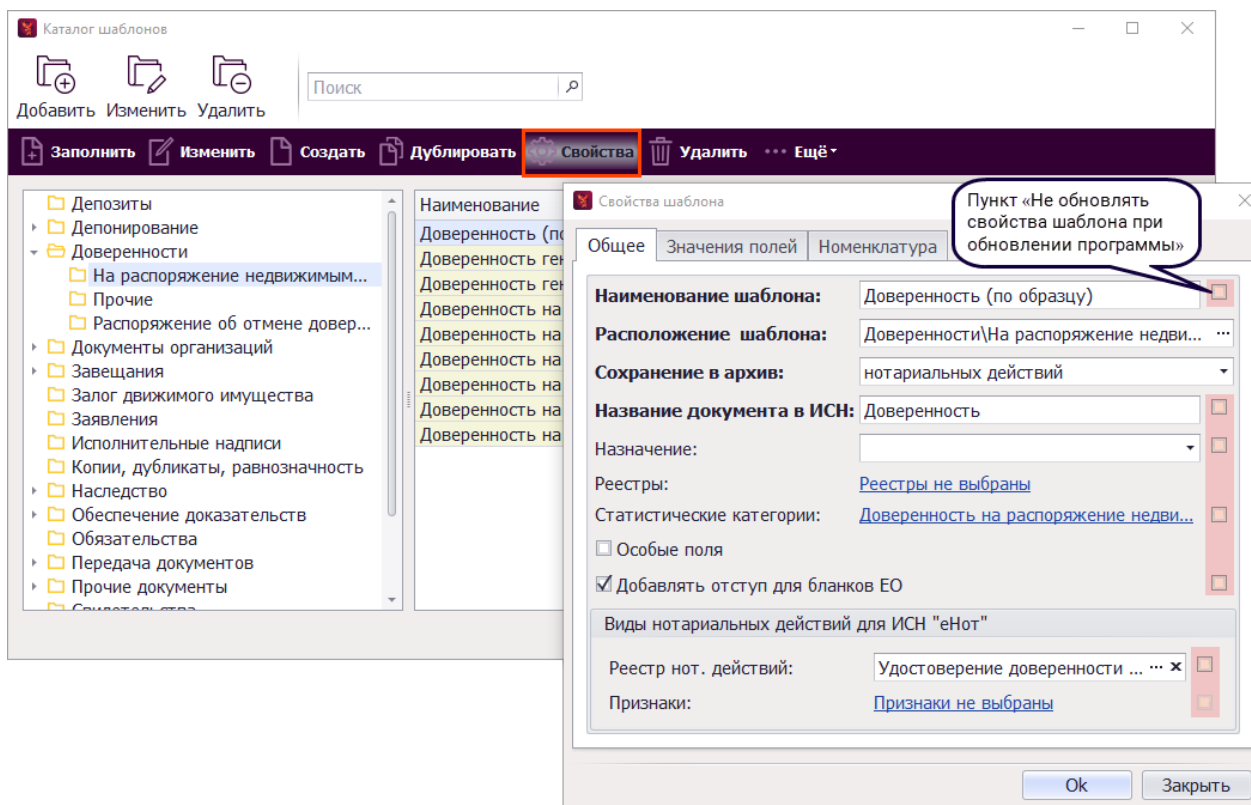 Каталог шаблонов
Добавить Изменить Удалить
Поиск
Заполнить Изменить Создать Дублировать Свойства Удалить ··· Ещё
Депозиты
Депонирование
Доверенности
На распоряжение недвижимым...
Прочие
Распоряжение об отмене довер...
Документы организаций
Завещания
Залог движимого имущества
Заявления
Исполнительные надписи
Копии, дубликаты, равнозначность
Наследство
Обеспечение доказательств
Обязательства
Передача документов
Прочие документы
Свидетельства
Наименование
Доверенность (по
Доверенность ген
Доверенность ген
Доверенность на
Доверенность на
Доверенность на
Доверенность на
Доверенность на
Доверенность на
Свойства шаблона
Пункт «Не обновлять
свойства шаблона при
обновлении программы»
Общее Значения полей Номенклатура
Наименование шаблона: Доверенность (по образцу)
Расположение шаблона: Доверенности\На распоряжение недви... ···
Сохранение в архив: нотариальных действий
Название документа в ИСН: Доверенность
Назначение:
Реестры: Реестры не выбраны
Статистические категории: Доверенность на распоряжение недви...
Особые поля
Добавлять отступ для бланков ЕО
Виды нотариальных действий для ИСН "еНот"
Реестр нот. действий: Удостоверение доверенности ... ··· x
Признаки: Признаки не выбраны
Ok Закрыть